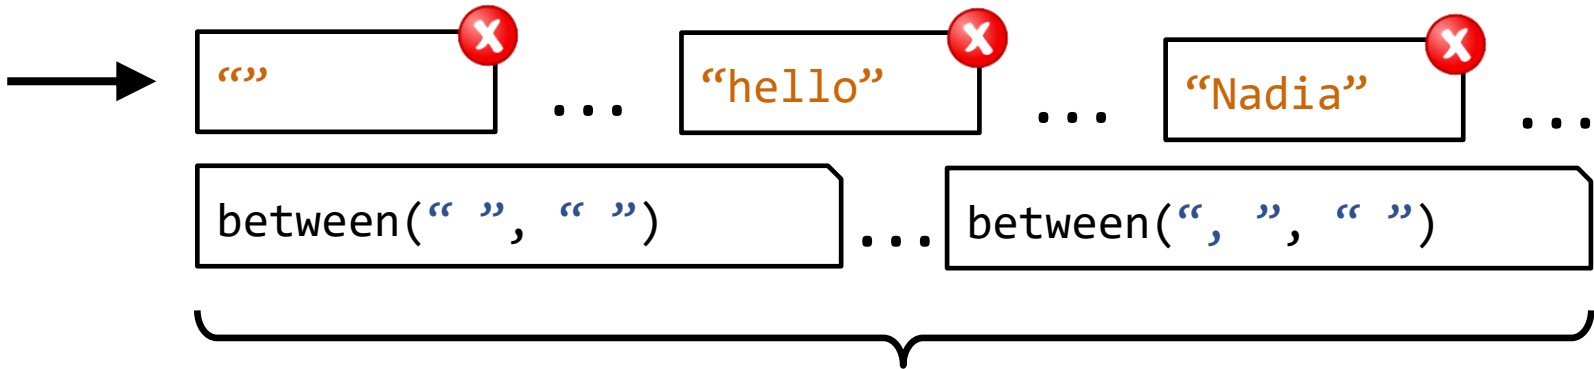 “” ... “hello” ... “Nadia” ...
between(“ ”, “ ”) ... between(“, ”, “ ”)